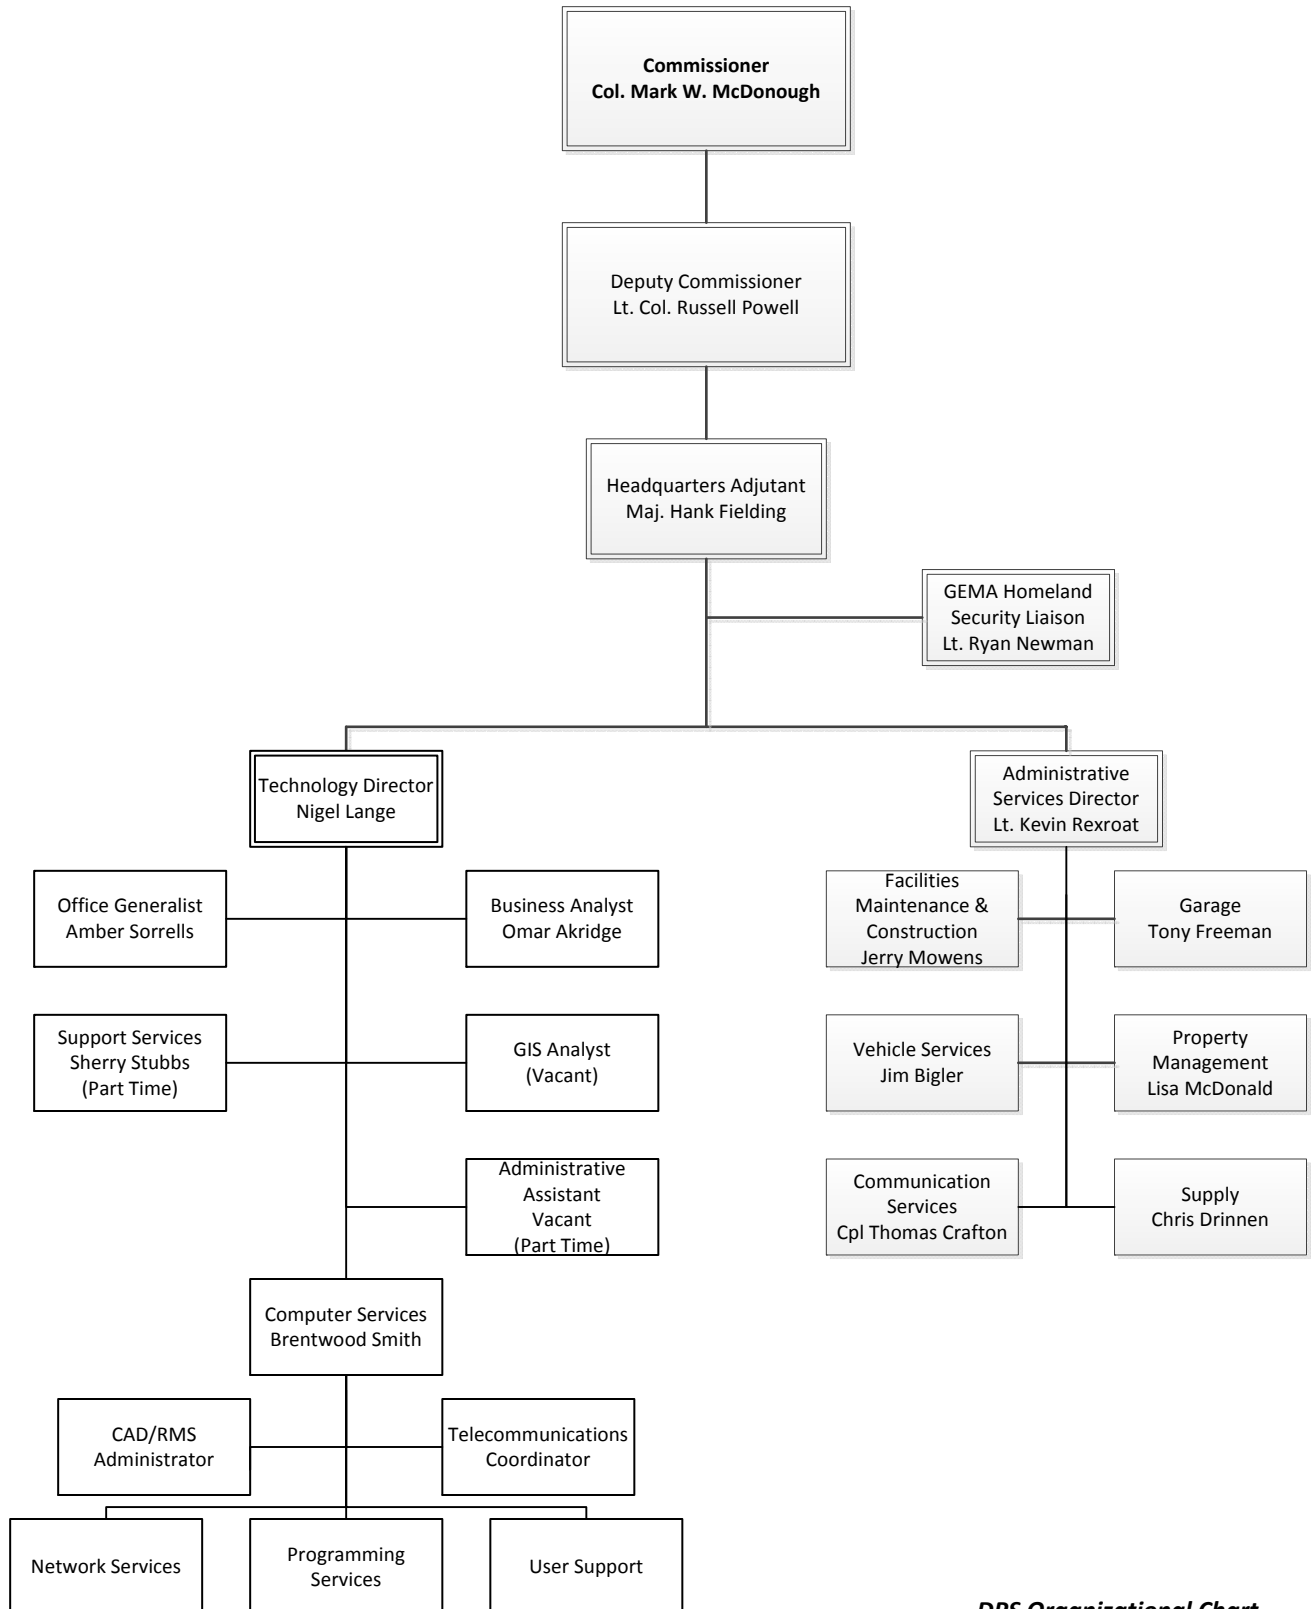 Commissioner
Col. Mark W. McDonough
Deputy Commissioner
Lt. Col. Russell Powell
Headquarters Adjutant
Maj. Hank Fielding
GEMA Homeland
Security Liaison
Lt. Ryan Newman
Technology Director
Nigel Lange
Administrative
Services Director
Lt. Kevin Rexroat
Office Generalist
Amber Sorrells
Business Analyst
Omar Akridge
Facilities
Maintenance &
Construction
Jerry Mowens
Garage
Tony Freeman
Support Services
Sherry Stubbs
(Part Time)
GIS Analyst
(Vacant)
Vehicle Services
Jim Bigler
Property
Management
Lisa McDonald
Administrative
Assistant
Vacant
(Part Time)
Communication
Services
Cpl Thomas Crafton
Supply
Chris Drinnen
Computer Services
Brentwood Smith
CAD/RMS
Administrator
Telecommunications
Coordinator
Network Services
Programming
Services
User Support
DPS Organizational Chart